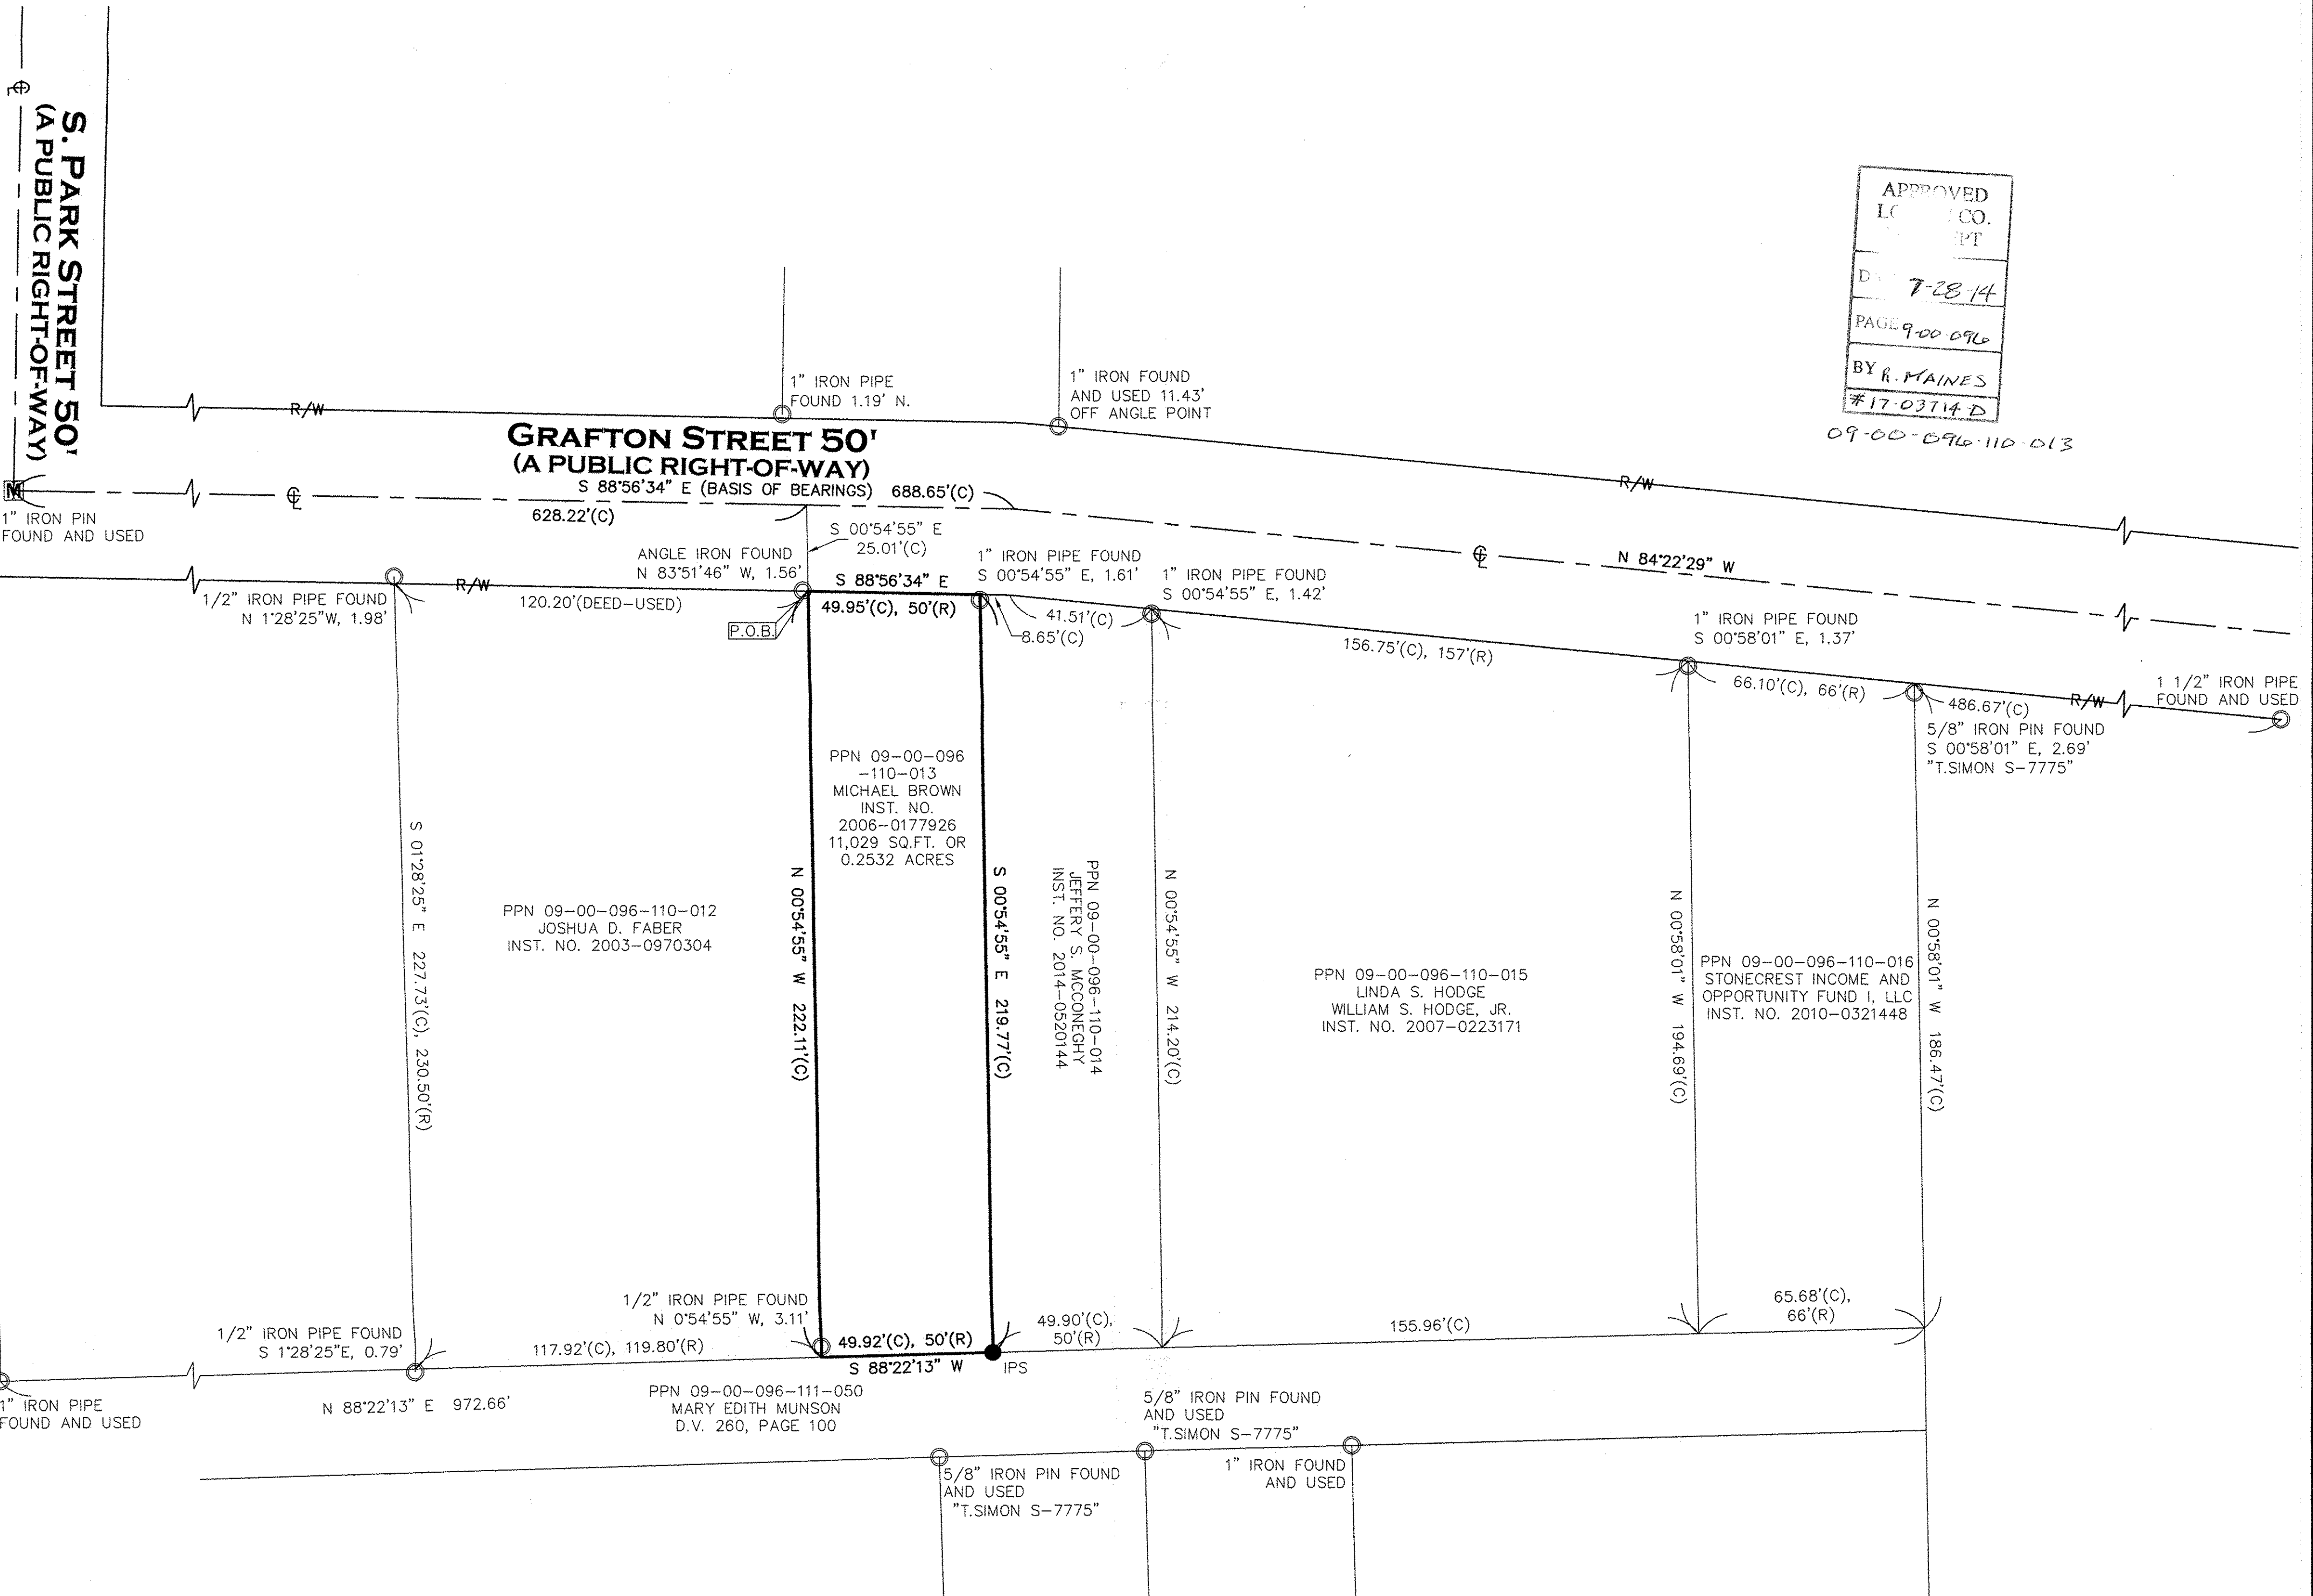 S. PARK STREET 50'
(A PUBLIC RIGHT-OF-WAY)
APPROVED
CO.
7-28-14
PAGE 9-00-096
BY R. MAINES
#17-03714-D
09-00-096-110-013
1" IRON PIPE
FOUND 1.19' N.
1" IRON FOUND
AND USED 11.43'
OFF ANGLE POINT
R/W
GRAFTON STREET 50'
(A PUBLIC RIGHT-OF-WAY)
S 88°56'34" E (BASIS OF BEARINGS) 688.65'(C)
628.22'(C)
R/W
N 84°22'29" W
M
1" IRON PIN
FOUND AND USED
S 00°54'55" E
25.01'(C)
ANGLE IRON FOUND
N 83°51'46" W, 1.56'
S 88°56'34" E
49.95'(C), 50'(R)
1" IRON PIPE FOUND
S 00°54'55" E, 1.61'
1" IRON PIPE FOUND
S 00°54'55" E, 1.42'
R/W
1/2" IRON PIPE FOUND
N 1°28'25"W, 1.98'
120.20'(DEED-USED)
P.O.B.
41.51'(C)
8.65'(C)
156.75'(C), 157'(R)
1" IRON PIPE FOUND
S 00°58'01" E, 1.37'
66.10'(C), 66'(R)
486.67'(C)
R/W
1 1/2" IRON PIPE
FOUND AND USED
5/8" IRON PIN FOUND
S 00°58'01" E, 2.69'
"T.SIMON S-7775"
S 01°28'25" E 227.73'(C), 230.50'(R)
PPN 09-00-096-110-012
JOSHUA D. FABER
INST. NO. 2003-0970304
N 00°54'55" W 222.11'(C)
PPN 09-00-096
-110-013
MICHAEL BROWN
INST. NO.
2006-0177926
11,029 SQ.FT. OR
0.2532 ACRES
S 00°54'55" E 219.77'(C)
PPN 09-00-096-110-014
JEFFERY S. MCCONEGHY
INST. NO. 2014-0520144
N 00°54'55" W 214.20'(C)
PPN 09-00-096-110-015
LINDA S. HODGE
WILLIAM S. HODGE, JR.
INST. NO. 2007-0223171
N 00°58'01" W 194.69'(C)
PPN 09-00-096-110-016
STONECREST INCOME AND
OPPORTUNITY FUND I, LLC
INST. NO. 2010-0321448
N 00°58'01" W 186.47'(C)
1/2" IRON PIPE FOUND
N 0°54'55" W, 3.11'
1/2" IRON PIPE FOUND
S 1°28'25"E, 0.79'
117.92'(C), 119.80'(R)
49.92'(C), 50'(R)
S 88°22'13" W
49.90'(C),
50'(R)
IPS
155.96'(C)
65.68'(C),
66'(R)
1" IRON PIPE
FOUND AND USED
N 88°22'13" E 972.66'
PPN 09-00-096-111-050
MARY EDITH MUNSON
D.V. 260, PAGE 100
5/8" IRON PIN FOUND
AND USED
"T.SIMON S-7775"
5/8" IRON PIN FOUND
AND USED
"T.SIMON S-7775"
1" IRON FOUND
AND USED